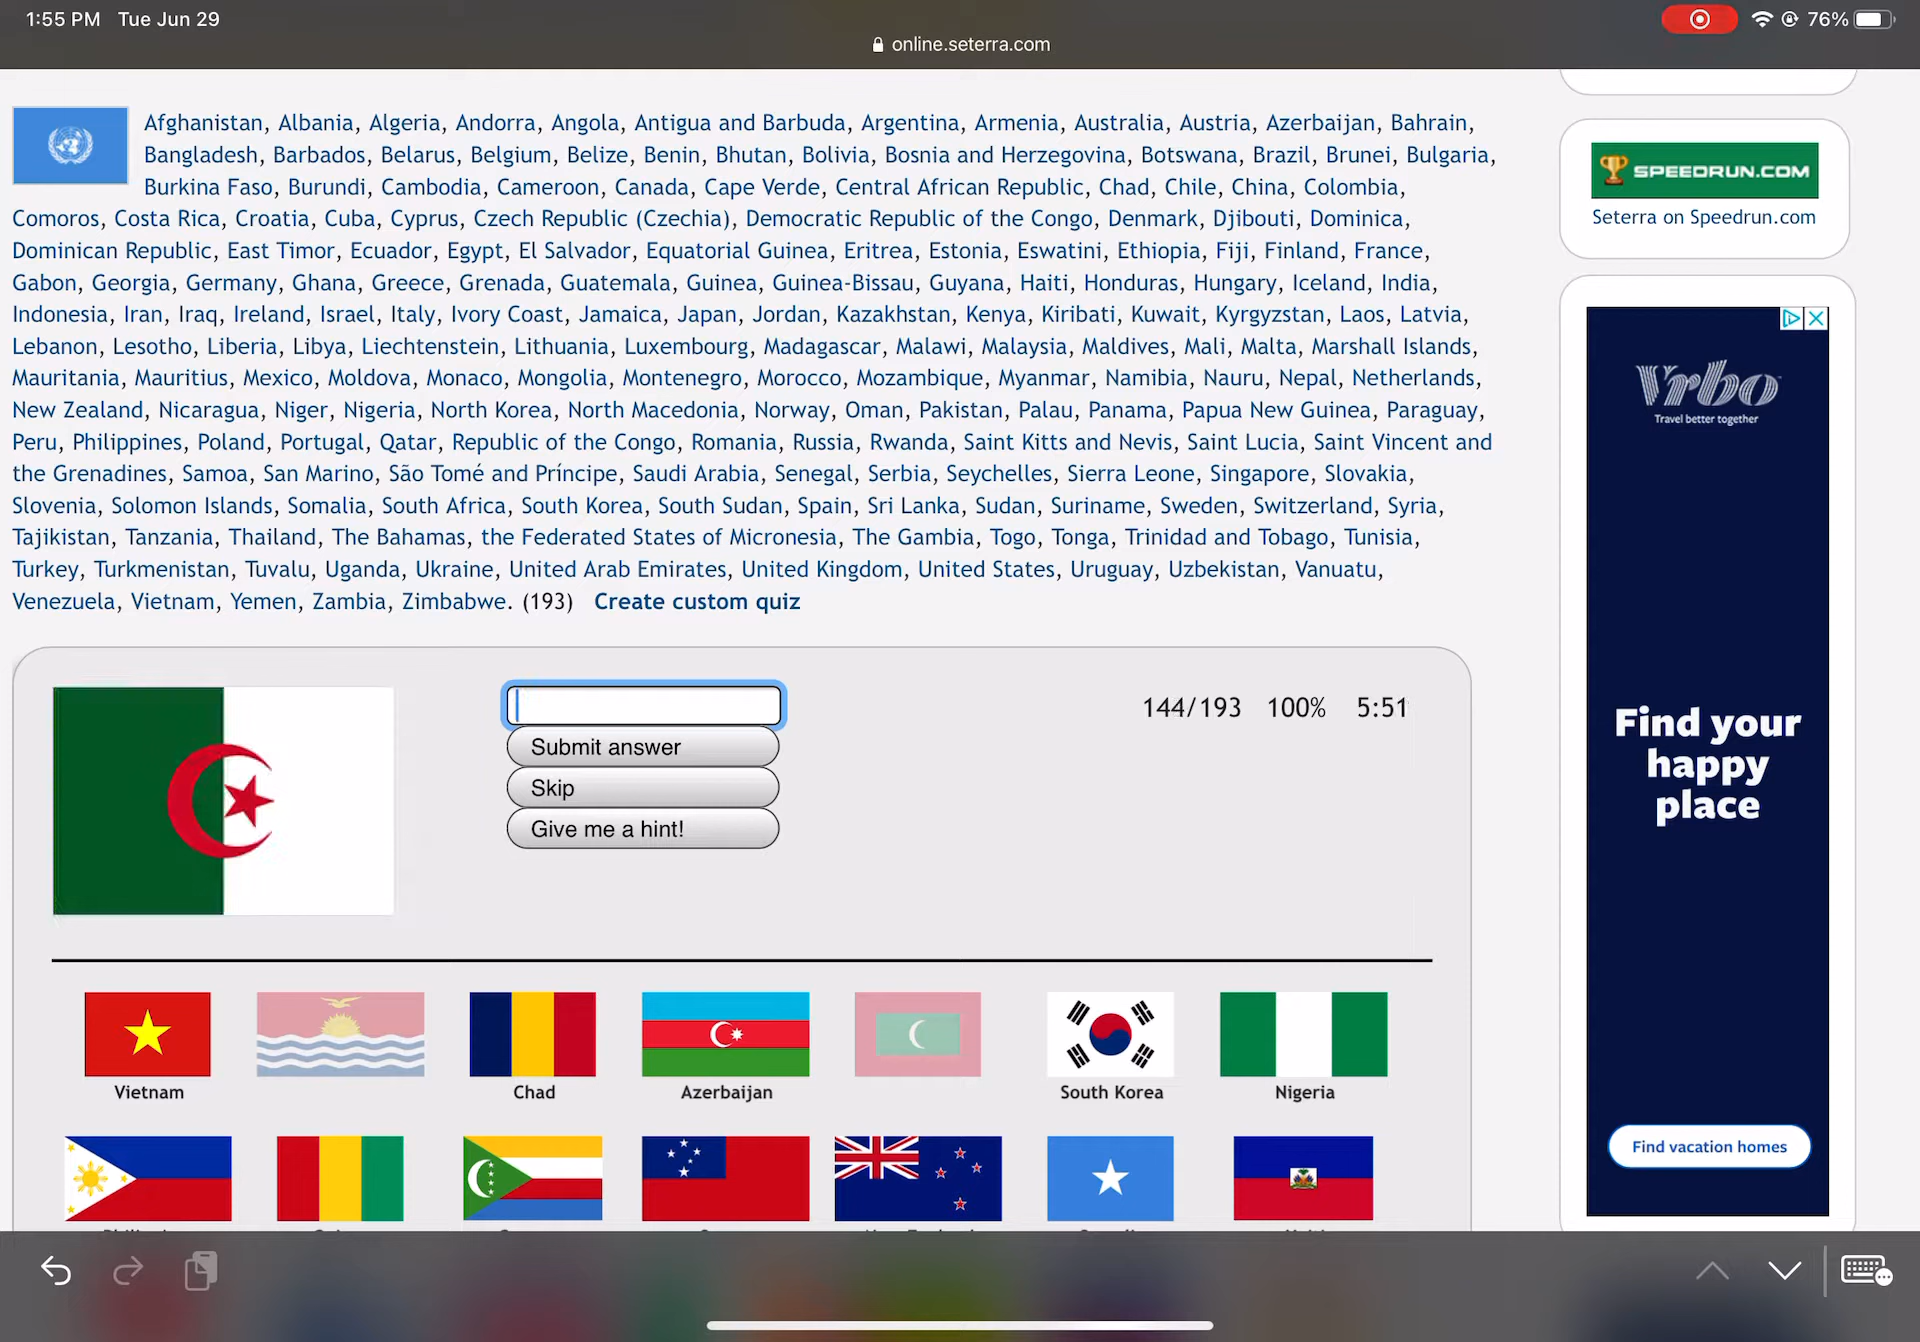 1:55 PM Tue Jun 29
76%
online.seterra.com
Afghanistan, Albania, Algeria, Andorra, Angola, Antigua and Barbuda, Argentina, Armenia, Australia, Austria, Azerbaijan, Bahrain,
Bangladesh, Barbados, Belarus, Belgium, Belize, Benin, Bhutan, Bolivia, Bosnia and Herzegovina, Botswana, Brazil, Brunei, Bulgaria,
Burkina Faso, Burundi, Cambodia, Cameroon, Canada, Cape Verde, Central African Republic, Chad, Chile, China, Colombia,
Comoros, Costa Rica, Croatia, Cuba, Cyprus, Czech Republic (Czechia), Democratic Republic of the Congo, Denmark, Djibouti, Dominica,
Dominican Republic, East Timor, Ecuador, Egypt, El Salvador, Equatorial Guinea, Eritrea, Estonia, Eswatini, Ethiopia, Fiji, Finland, France,
Gabon, Georgia, Germany, Ghana, Greece, Grenada, Guatemala, Guinea, Guinea-Bissau, Guyana, Haiti, Honduras, Hungary, Iceland, India,
Indonesia, Iran, Iraq, Ireland, Israel, Italy, Ivory Coast, Jamaica, Japan, Jordan, Kazakhstan, Kenya, Kiribati, Kuwait, Kyrgyzstan, Laos, Latvia,
Lebanon, Lesotho, Liberia, Libya, Liechtenstein, Lithuania, Luxembourg, Madagascar, Malawi, Malaysia, Maldives, Mali, Malta, Marshall Islands,
Mauritania, Mauritius, Mexico, Moldova, Monaco, Mongolia, Montenegro, Morocco, Mozambique, Myanmar, Namibia, Nauru, Nepal, Netherlands,
New Zealand, Nicaragua, Niger, Nigeria, North Korea, North Macedonia, Norway, Oman, Pakistan, Palau, Panama, Papua New Guinea, Paraguay,
Peru, Philippines, Poland, Portugal, Qatar, Republic of the Congo, Romania, Russia, Rwanda, Saint Kitts and Nevis, Saint Lucia, Saint Vincent and
the Grenadines, Samoa, San Marino, São Tomé and Príncipe, Saudi Arabia, Senegal, Serbia, Seychelles, Sierra Leone, Singapore, Slovakia,
Slovenia, Solomon Islands, Somalia, South Africa, South Korea, South Sudan, Spain, Sri Lanka, Sudan, Suriname, Sweden, Switzerland, Syria,
Tajikistan, Tanzania, Thailand, The Bahamas, the Federated States of Micronesia, The Gambia, Togo, Tonga, Trinidad and Tobago, Tunisia,
Turkey, Turkmenistan, Tuvalu, Uganda, Ukraine, United Arab Emirates, United Kingdom, United States, Uruguay, Uzbekistan, Vanuatu,
Venezuela, Vietnam, Yemen, Zambia, Zimbabwe. (193) Create custom quiz
SPEEDRUN.COM
Seterra on Speedrun.com
Vrbo
Travel better together
Find your
happy
place
Find vacation homes
Submit answer
Skip
Give me a hint!
144/193 100% 5:51
Vietnam
Chad
Azerbaijan
South Korea
Nigeria